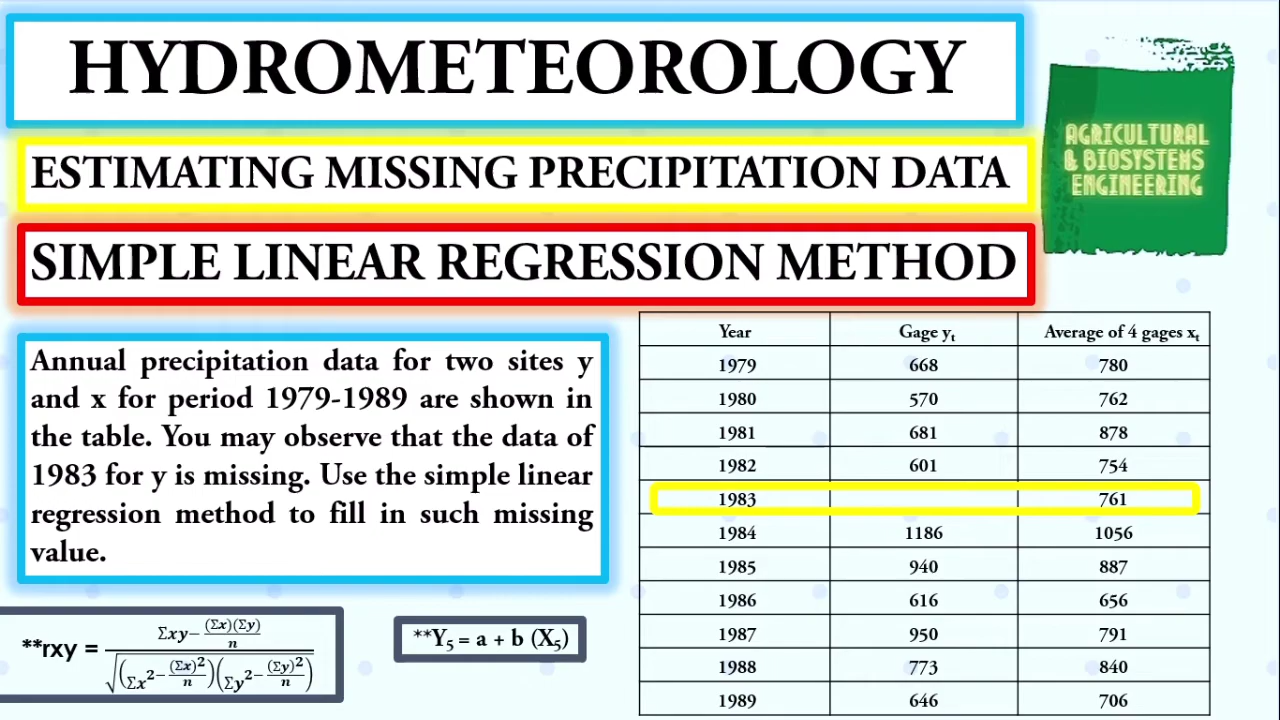 HYDROMETEOROLOGY
ESTIMATING MISSING PRECIPITATION DATA
SIMPLE LINEAR REGRESSION METHOD
AGRICULTURAL
& BIOSYSTEMS
ENGINEERING
Annual precipitation data for two sites y
and x for period 1979-1989 are shown in
the table. You may observe that the data of
1983 for y is missing. Use the simple linear
regression method to fill in such missing
value.
**rxy = (Σxy − (Σx)(Σy)/n) / √((Σx² − (Σx)²/n)(Σy² − (Σy)²/n))
**Y₅ = a + b (X₅)
Year Gage yₜ Average of 4 gages xₜ
1979 668 780
1980 570 762
1981 681 878
1982 601 754
1983 761
1984 1186 1056
1985 940 887
1986 616 656
1987 950 791
1988 773 840
1989 646 706